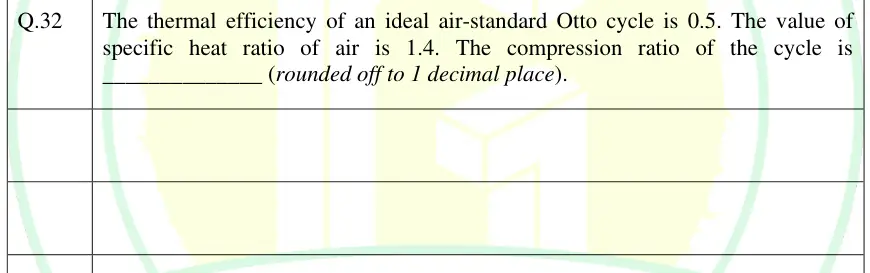 Q.32 The thermal efficiency of an ideal air-standard Otto cycle is 0.5. The value of
specific heat ratio of air is 1.4. The compression ratio of the cycle is
______________ (rounded off to 1 decimal place).